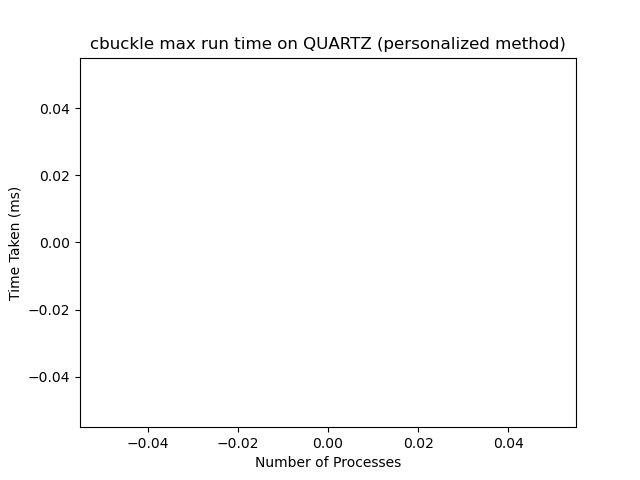 cbuckle max run time on QUARTZ (personalized method)
0.04
0.02
0.00
−0.02
−0.04
Time Taken (ms)
−0.04 −0.02 0.00 0.02 0.04
Number of Processes